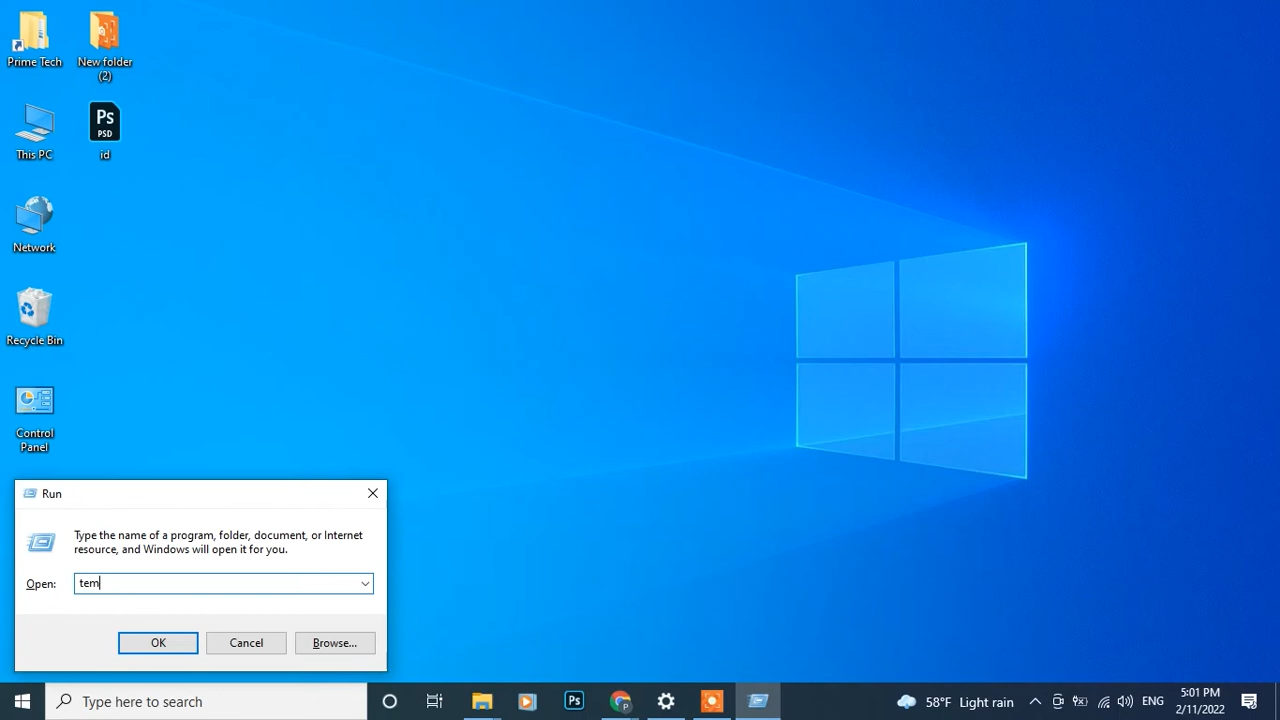 Prime Tech
New folder
(2)
This PC
Ps
PSD
id
Network
Recycle Bin
Control
Panel
Run
Type the name of a program, folder, document, or Internet
resource, and Windows will open it for you.
Open:
tem
OK
Cancel
Browse...
Type here to search
Ps
P
58°F Light rain
ENG
5:01 PM
2/11/2022